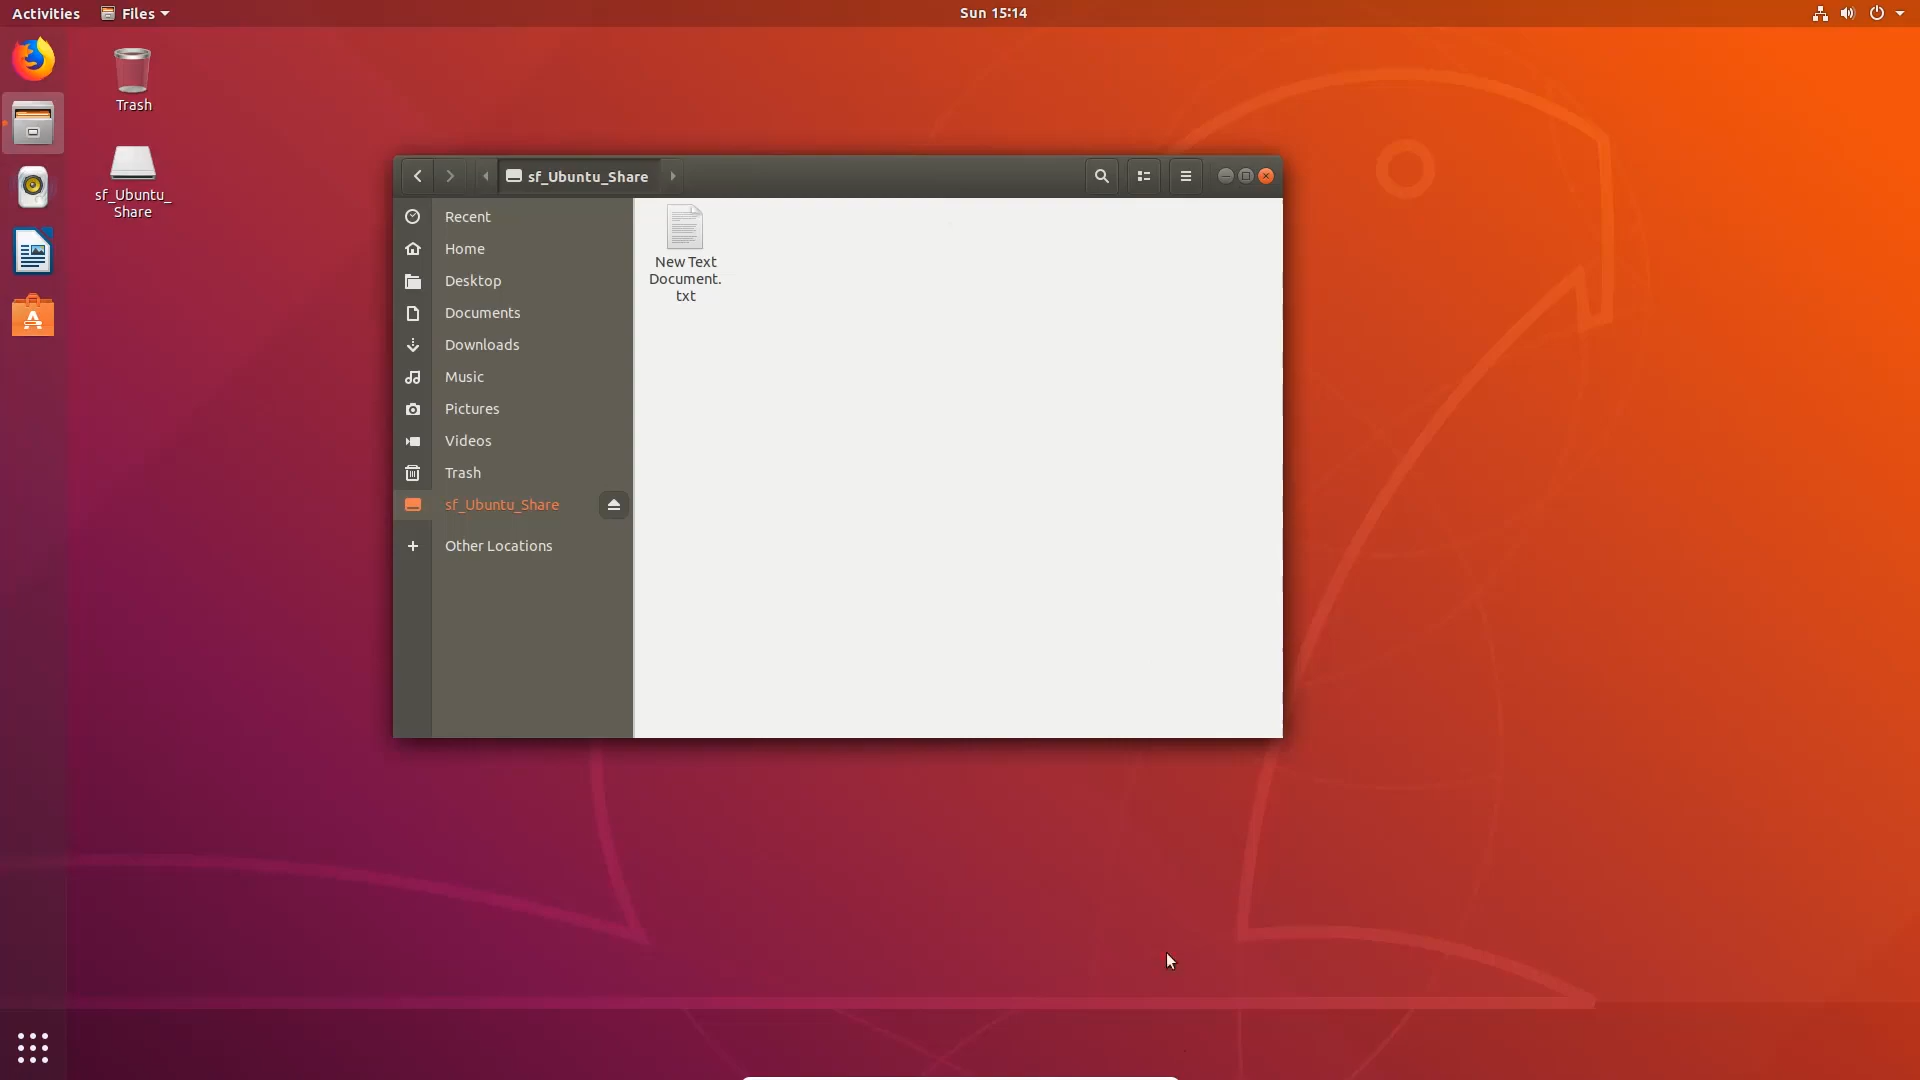 Activities
Files
Sun 15:14
Trash
sf_Ubuntu_
Share
sf_Ubuntu_Share
Recent
Home
Desktop
Documents
Downloads
Music
Pictures
Videos
Trash
sf_Ubuntu_Share
Other Locations
New Text
Document.
txt